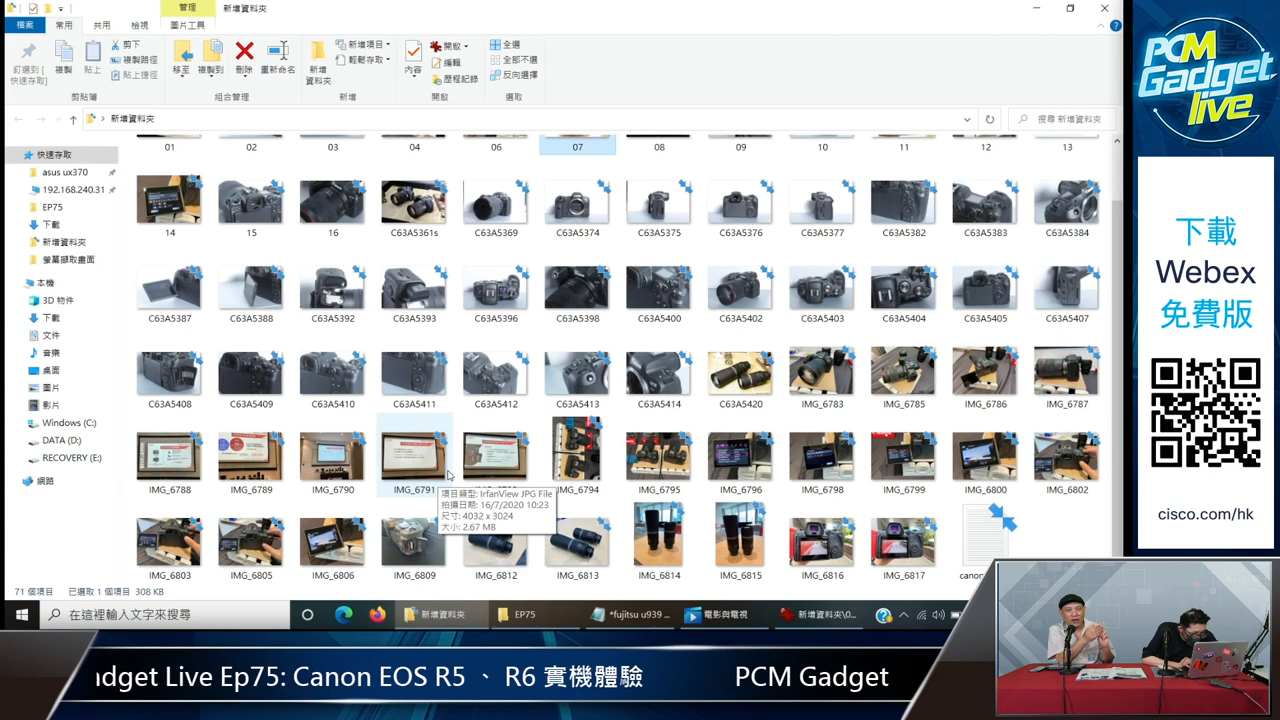 管理
新增資料夾
檔案
常用
共用
檢視
圖片工具
釘選到 [
快速存取]
複製
貼上
剪下
複製路徑
貼上捷徑
剪貼簿
移至
複製到
刪除
重新命名
組合管理
新增
資料夾
新增項目
輕鬆存取
新增
內容
開啟
編輯
歷程記錄
開啟
全選
全部不選
反向選擇
選取
新增資料夾
搜尋 新增資料夾
快速存取
asus ux370
192.168.240.31
EP75
下載
新增資料夾
螢幕擷取畫面
本機
3D 物件
下載
文件
音樂
桌面
圖片
影片
Windows (C:)
DATA (D:)
RECOVERY (E:)
網路
01 02 03 04 06 07 08 09 10 11 12 13
14 15 16 C63A5361s C63A5369 C63A5374 C63A5375 C63A5376 C63A5377 C63A5382 C63A5383 C63A5384
C63A5387 C63A5388 C63A5392 C63A5393 C63A5396 C63A5398 C63A5400 C63A5402 C63A5403 C63A5404 C63A5405 C63A5407
C63A5408 C63A5409 C63A5410 C63A5411 C63A5412 C63A5413 C63A5414 C63A5420 IMG_6783 IMG_6785 IMG_6786 IMG_6787
IMG_6788 IMG_6789 IMG_6790 IMG_6791 IMG_6794 IMG_6795 IMG_6796 IMG_6798 IMG_6799 IMG_6800 IMG_6802
項目類型: IrfanView JPG File
拍攝日期: 16/7/2020 10:23
尺寸: 4032 x 3024
大小: 2.67 MB
IMG_6803 IMG_6805 IMG_6806 IMG_6809 IMG_6812 IMG_6813 IMG_6814 IMG_6815 IMG_6816 IMG_6817 canon
71 個項目
已選取 1 個項目 308 KB
在這裡輸入文字來搜尋
新增資料夾
EP75
*fujitsu u939 ...
電影與電視
新增資料夾\0...
PCM
Gadget
live
下載
Webex
免費版
cisco.com/hk
adget Live Ep75: Canon EOS R5 、 R6 實機體驗
PCM Gadget